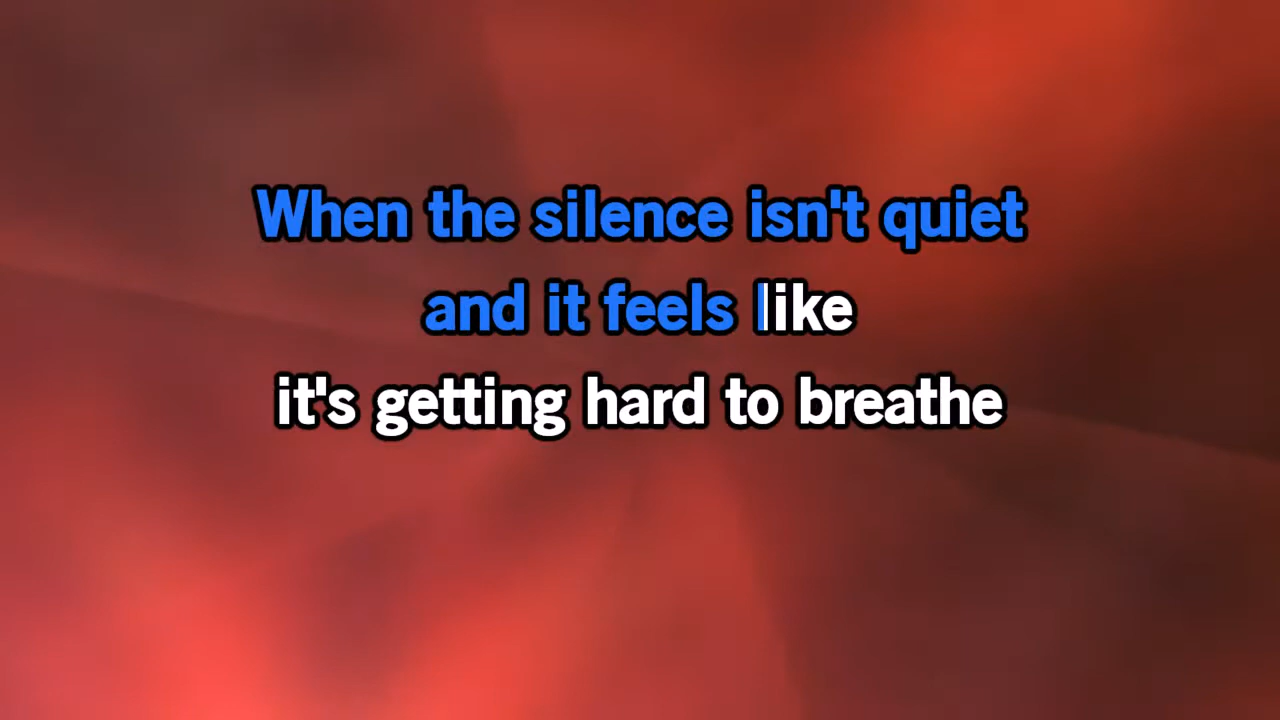 When the silence isn't quiet
and it feels like
it's getting hard to breathe